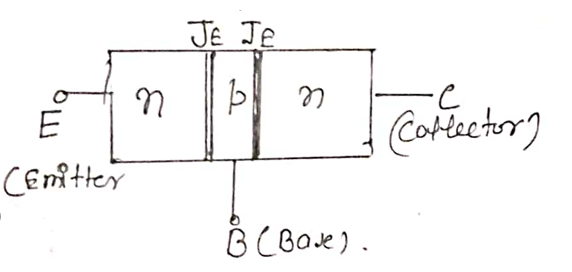 JE JE
n p n
E C
(Emitter (Collector)
B (Base).